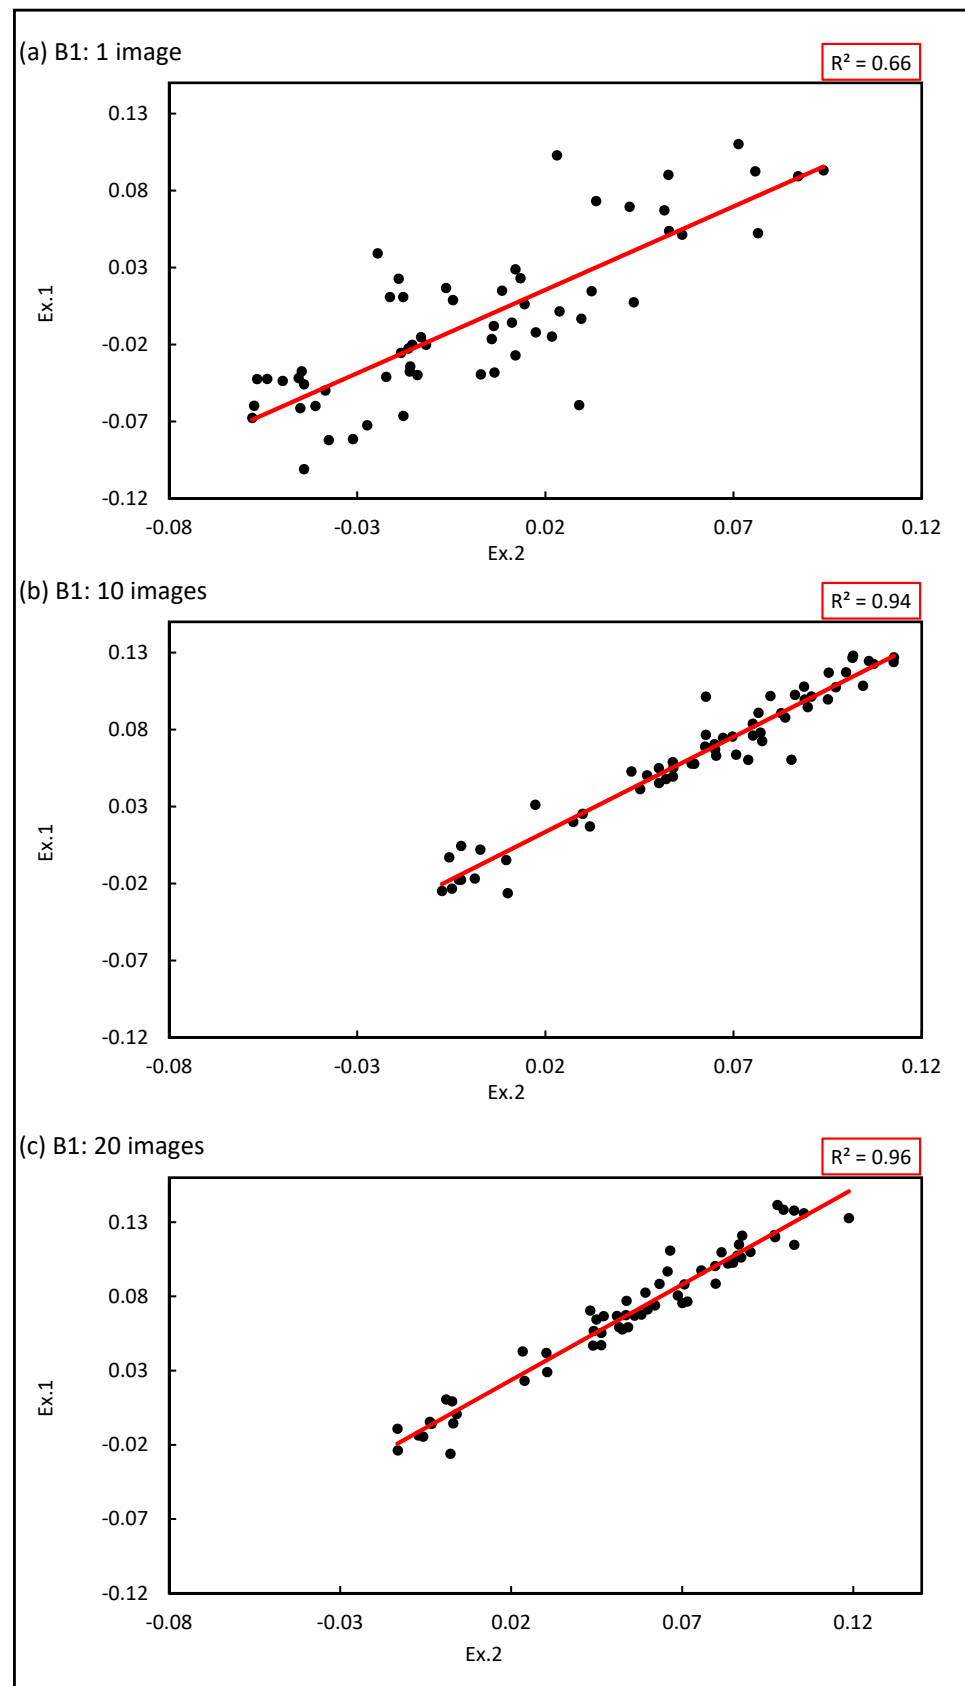 (a) B1: 1 image
R² = 0.66
0.13
0.08
0.03
-0.02
-0.07
-0.12
Ex.1
-0.08 -0.03 0.02 0.07 0.12
Ex.2
(b) B1: 10 images
R² = 0.94
0.13
0.08
0.03
-0.02
-0.07
-0.12
Ex.1
-0.08 -0.03 0.02 0.07 0.12
Ex.2
(c) B1: 20 images
R² = 0.96
0.13
0.08
0.03
-0.02
-0.07
-0.12
Ex.1
-0.08 -0.03 0.02 0.07 0.12
Ex.2